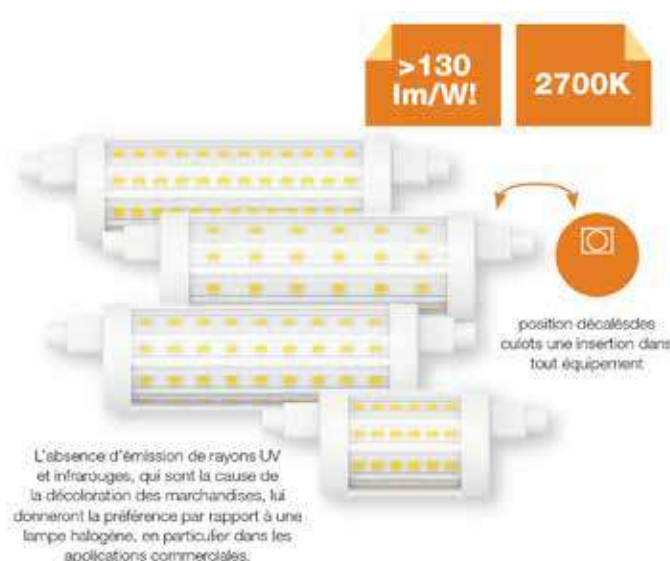 >130
lm/W!
2700K
position décalésdes
culots une insertion dans
tout équipement
L'absence d'émission de rayons UV
et infrarouges, qui sont la cause de
la décoloration des marchandises, lui
donneront la préférence par rapport à une
lampe halogène, en particulier dans les
applications commerciales.